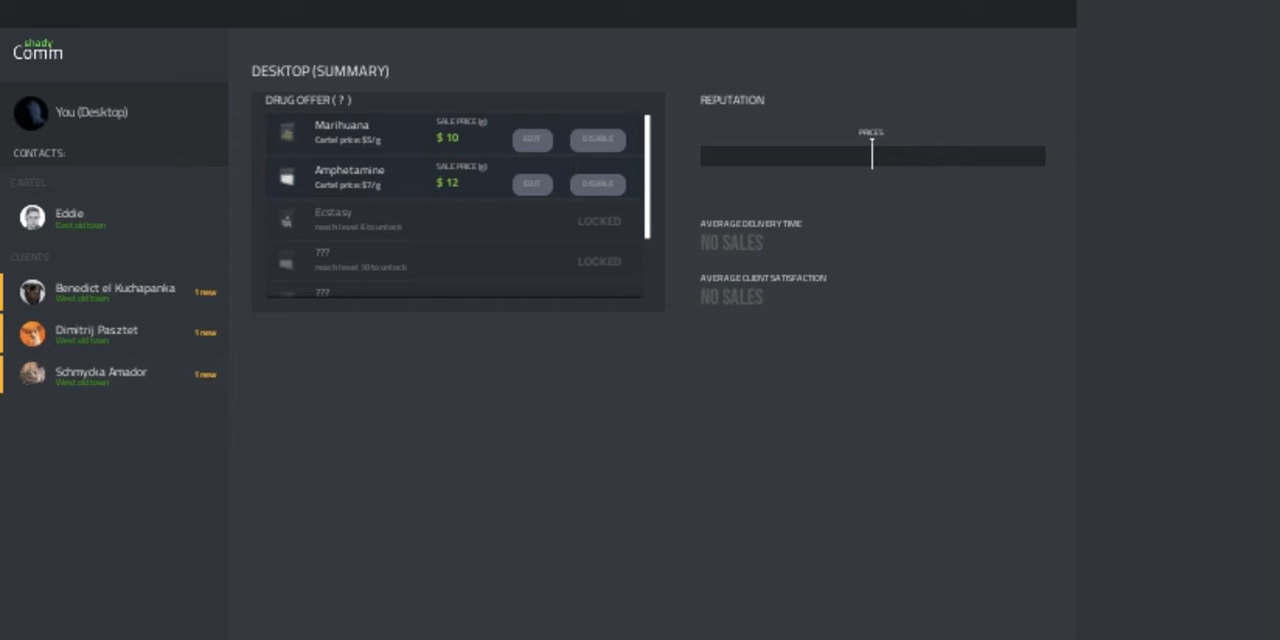 shady
Comm
You (Desktop)
CONTACTS:
CARTEL
Eddie
East old town
CLIENTS
Benedict el Kuchapanka
West old town
1 new
Dimitrij Pasztet
West old town
1 new
Schmycka Amador
West old town
1 new
DESKTOP (SUMMARY)
DRUG OFFER ( ? )
Marihuana
Cartel price: $5/g
SALE PRICE (g)
$ 10
EDIT
DISABLE
Amphetamine
Cartel price: $7/g
SALE PRICE (g)
$ 12
EDIT
DISABLE
Ecstasy
reach level 6 to unlock
LOCKED
???
reach level 10 to unlock
LOCKED
???
REPUTATION
PRICES
AVERAGE DELIVERY TIME
NO SALES
AVERAGE CLIENT SATISFACTION
NO SALES